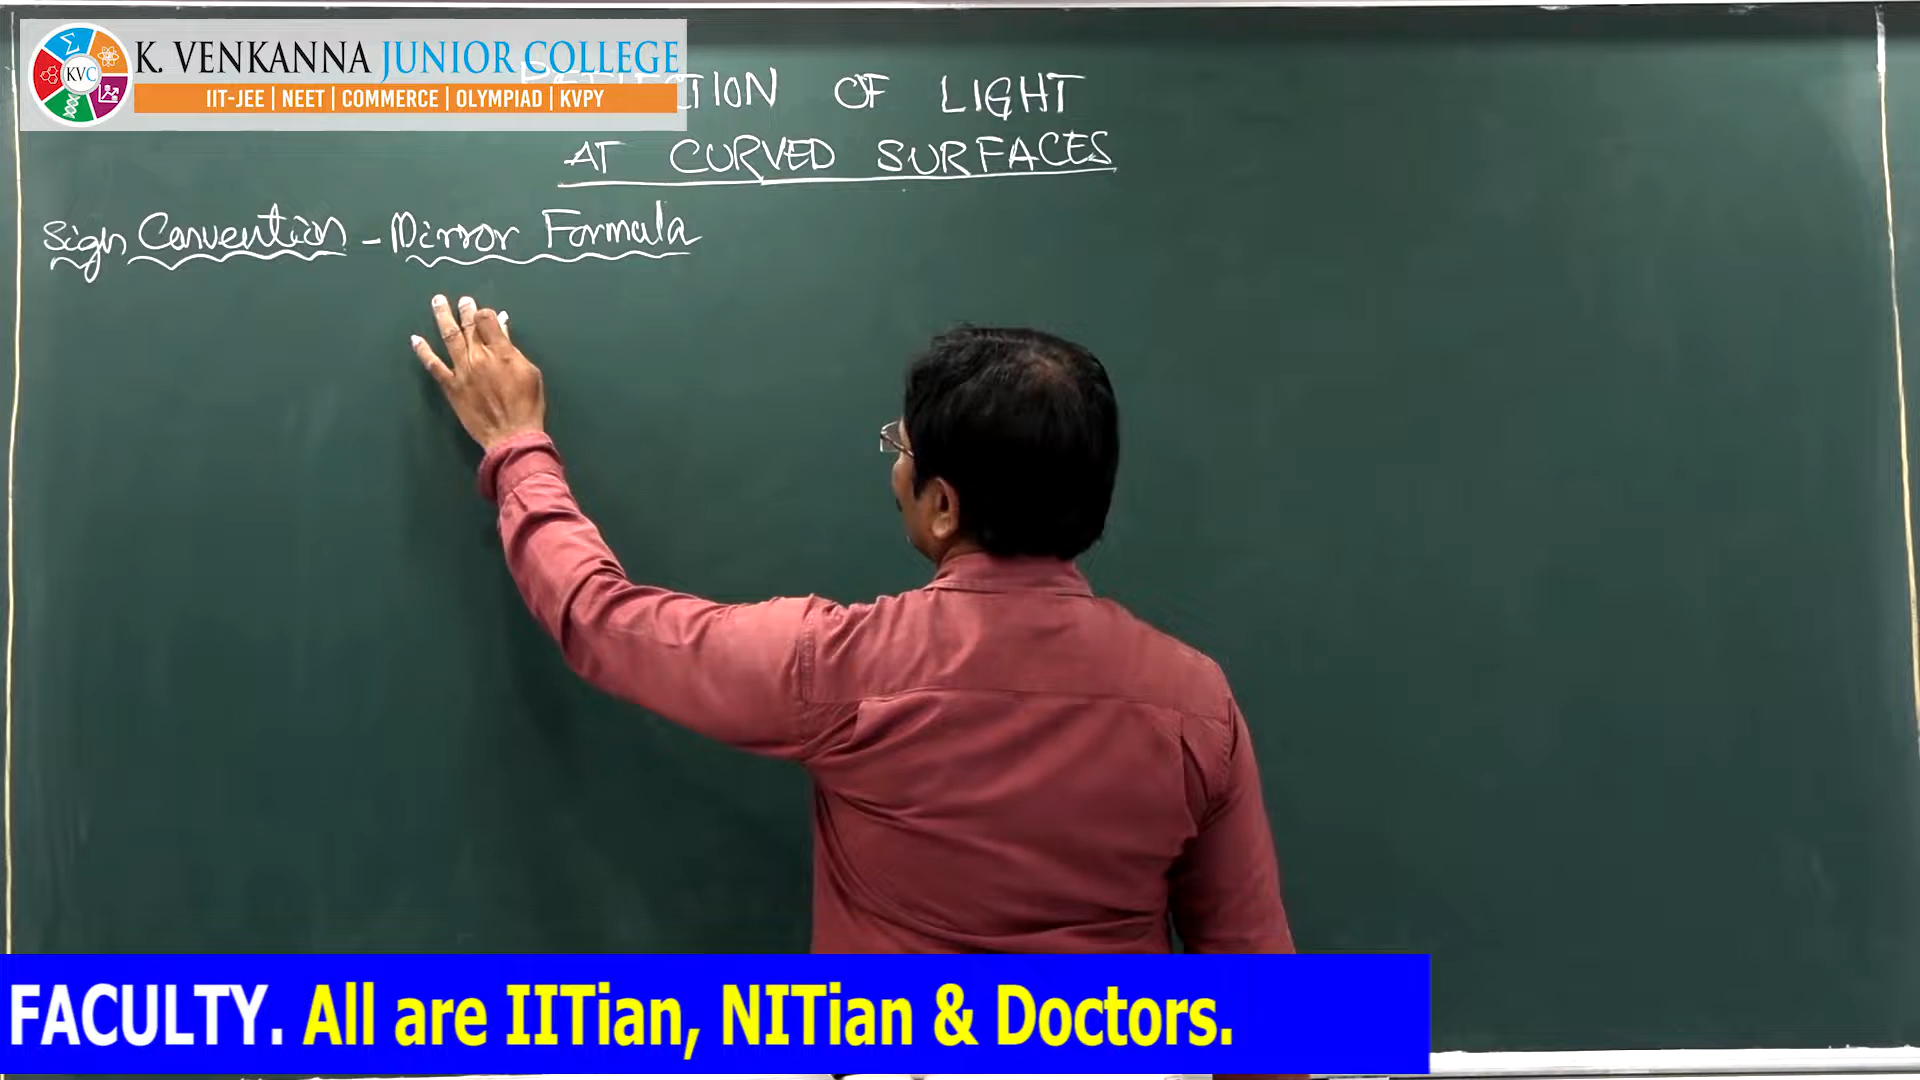 K. VENKANNA JUNIOR COLLEGE
KVC
IIT-JEE | NEET | COMMERCE | OLYMPIAD | KVPY
OF LIGHT
AT CURVED SURFACES
Sign Convention - Mirror Formula
FACULTY. All are IITian, NITian & Doctors.